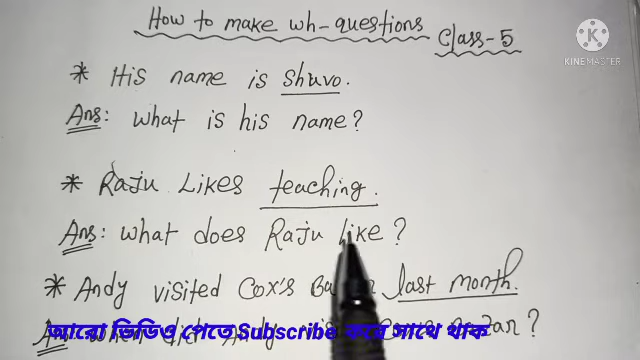 How to make wh-questions
Class-5
KINEMASTER
* His name is Shuvo.
Ans: What is his name?
* Raju Likes teaching.
Ans: What does Raju like?
* Andy visited Cox's last month.
did ?
আরো ভিডিও পেতে Subscribe করে সাথে থাক